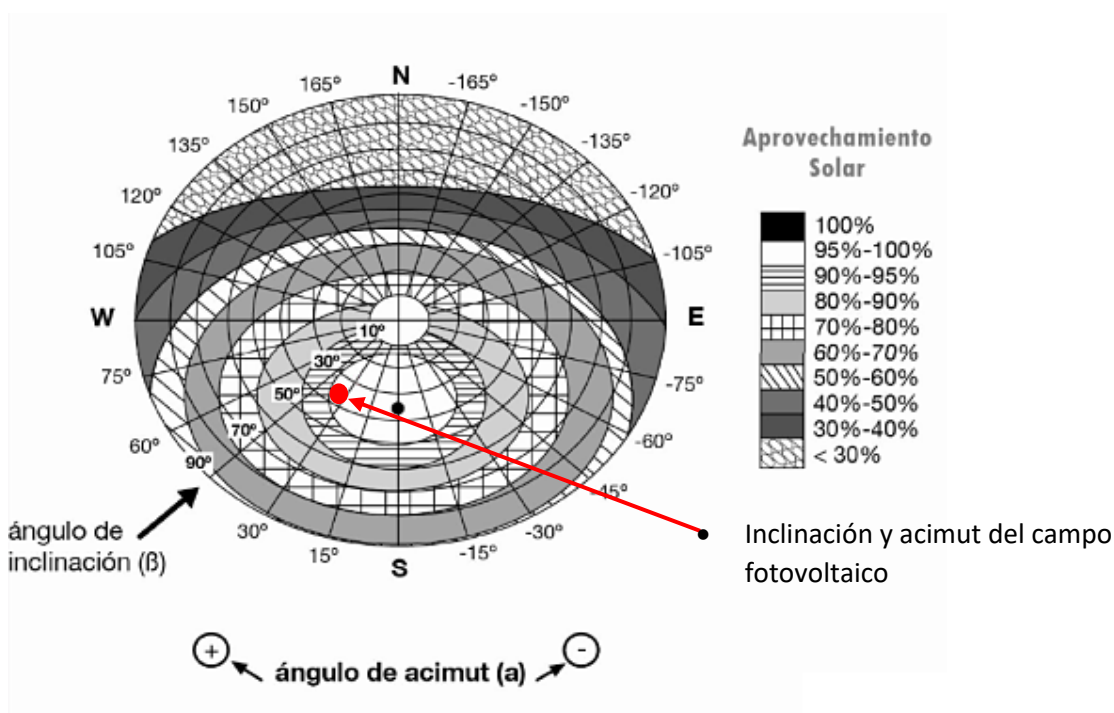 N
165º
-165º
150º
-150º
135º
-135º
120º
-120º
105º
-105º
W
E
10º
30º
50º
70º
90º
75º
-75º
60º
-60º
-45º
30º
-30º
15º
-15º
S
Aprovechamiento
Solar
100%
95%-100%
90%-95%
80%-90%
70%-80%
60%-70%
50%-60%
40%-50%
30%-40%
< 30%
ángulo de
inclinación (ß)
• Inclinación y acimut del campo
fotovoltaico
+
-
ángulo de acimut (a)